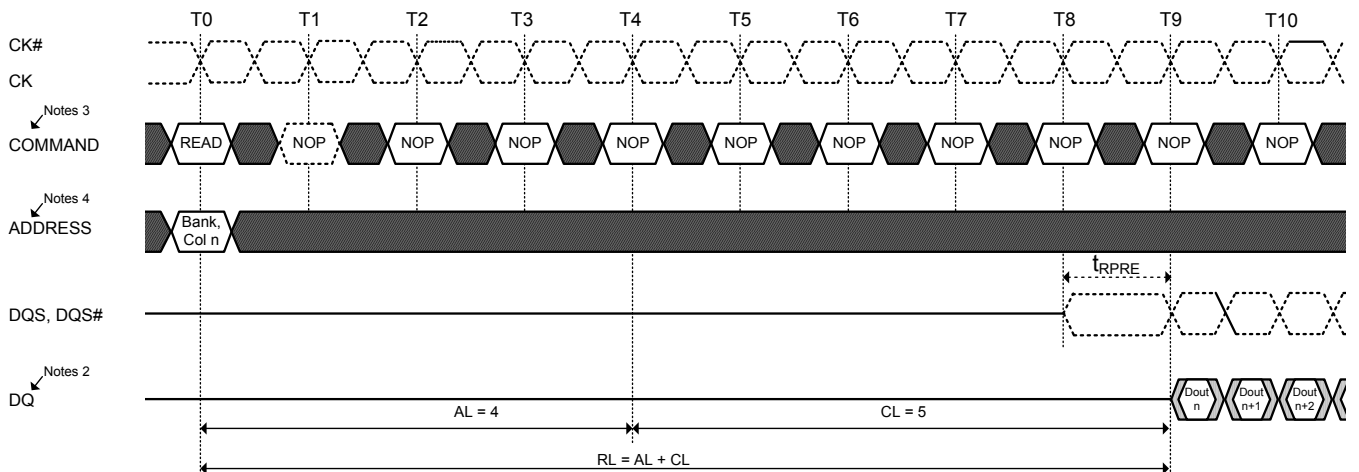 T0 T1 T2 T3 T4 T5 T6 T7 T8 T9 T10
CK#
CK
Notes 3
COMMAND
READ NOP NOP NOP NOP NOP NOP NOP NOP NOP NOP
Notes 4
ADDRESS
Bank,
Col n
tRPRE
DQS, DQS#
Notes 2
DQ
Dout
n
Dout
n+1
Dout
n+2
AL = 4
CL = 5
RL = AL + CL